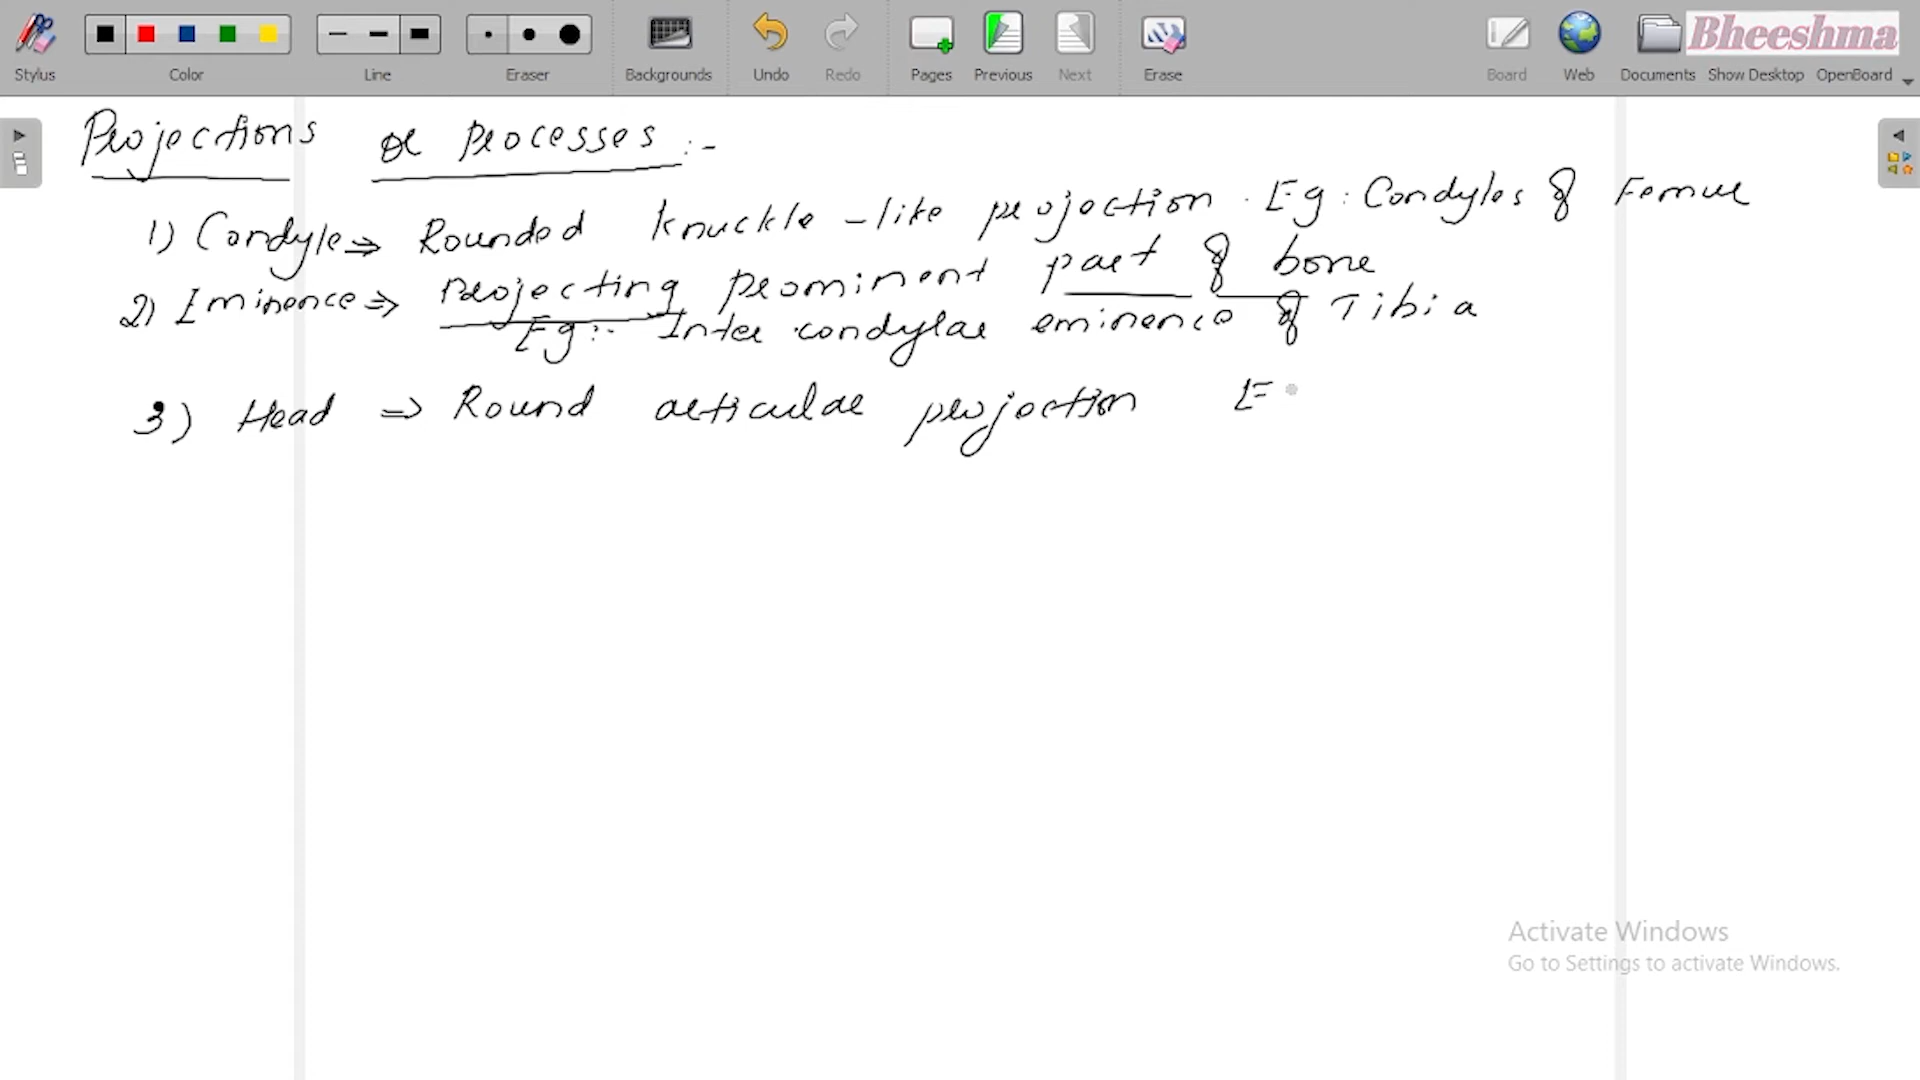 Stylus Color Line Eraser Backgrounds Undo Redo Pages Previous Next Erase Board Web Documents Show Desktop OpenBoard
Bheeshma
Projections or Processes :-
1) Condyle ⇒ Rounded knuckle-like projection. Eg: Condyles of Femur
2) Eminence ⇒ Projecting prominent part of bone
Eg:- Inter condylar eminence of Tibia
3) Head ⇒ Round articular projection E
Activate Windows
Go to Settings to activate Windows.